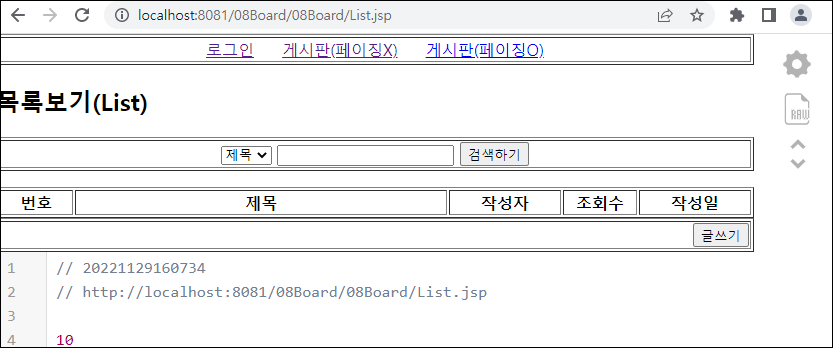 localhost:8081/08Board/08Board/List.jsp
로그인 게시판(페이징X) 게시판(페이징O)
목록보기(List)
제목 검색하기
번호 제목 작성자 조회수 작성일
글쓰기
RAW
1 // 20221129160734
2 // http://localhost:8081/08Board/08Board/List.jsp
3
4 10